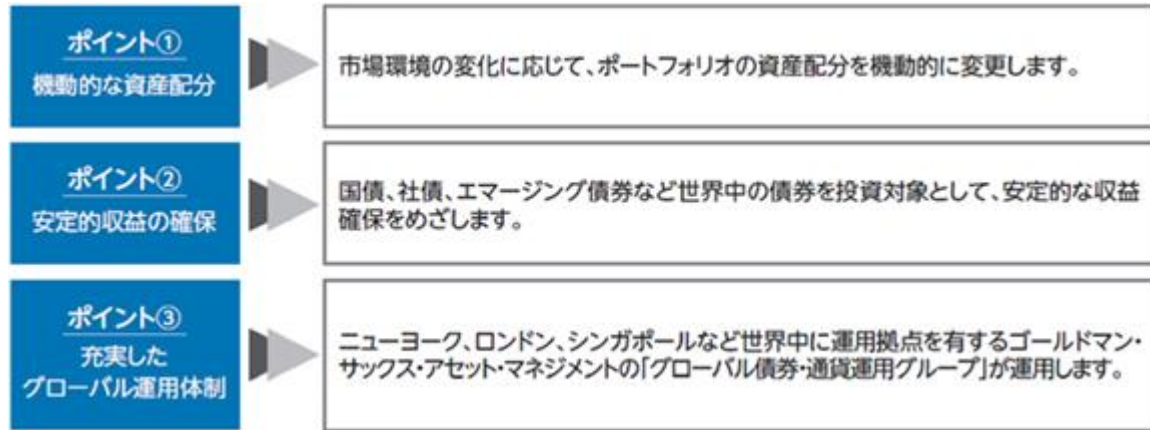 ポイント①
機動的な資産配分
市場環境の変化に応じて、ポートフォリオの資産配分を機動的に変更します。
ポイント②
安定的収益の確保
国債、社債、エマージング債券など世界中の債券を投資対象として、安定的な収益
確保をめざします。
ポイント③
充実した
グローバル運用体制
ニューヨーク、ロンドン、シンガポールなど世界中に運用拠点を有するゴールドマン・
サックス・アセット・マネジメントの「グローバル債券・通貨運用グループ」が運用します。